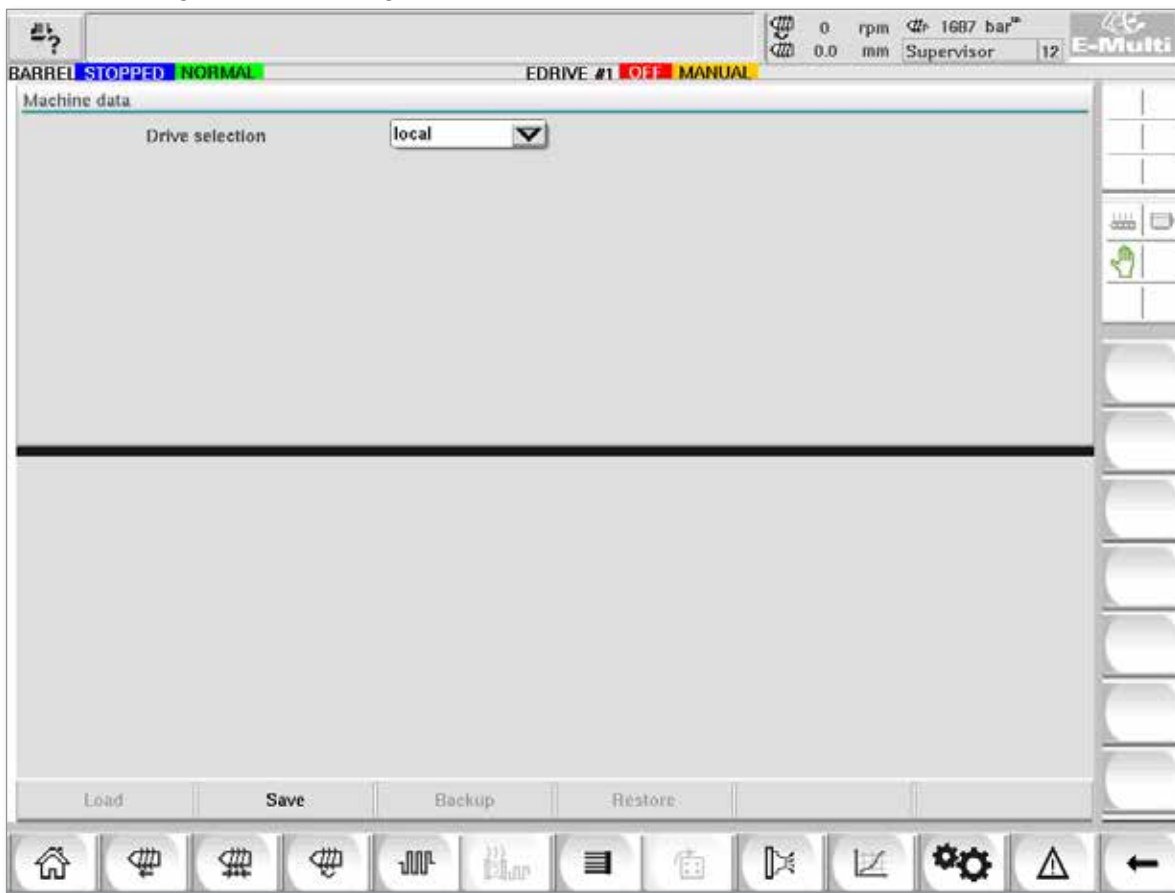 ?
0 rpm 1687 bar
E-Multi
0.0 mm Supervisor 12
BARREL STOPPED NORMAL EDRIVE #1 OFF MANUAL
Machine data
Drive selection local
Load Save Backup Restore